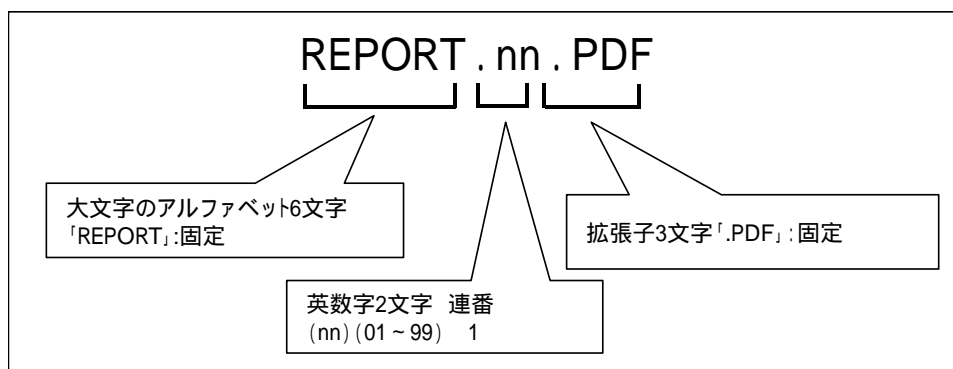 REPORT.nn.PDF
大文字のアルファベット6文字
「REPORT」:固定
拡張子3文字「.PDF」:固定
英数字2文字 連番
(nn)(01~99) 1